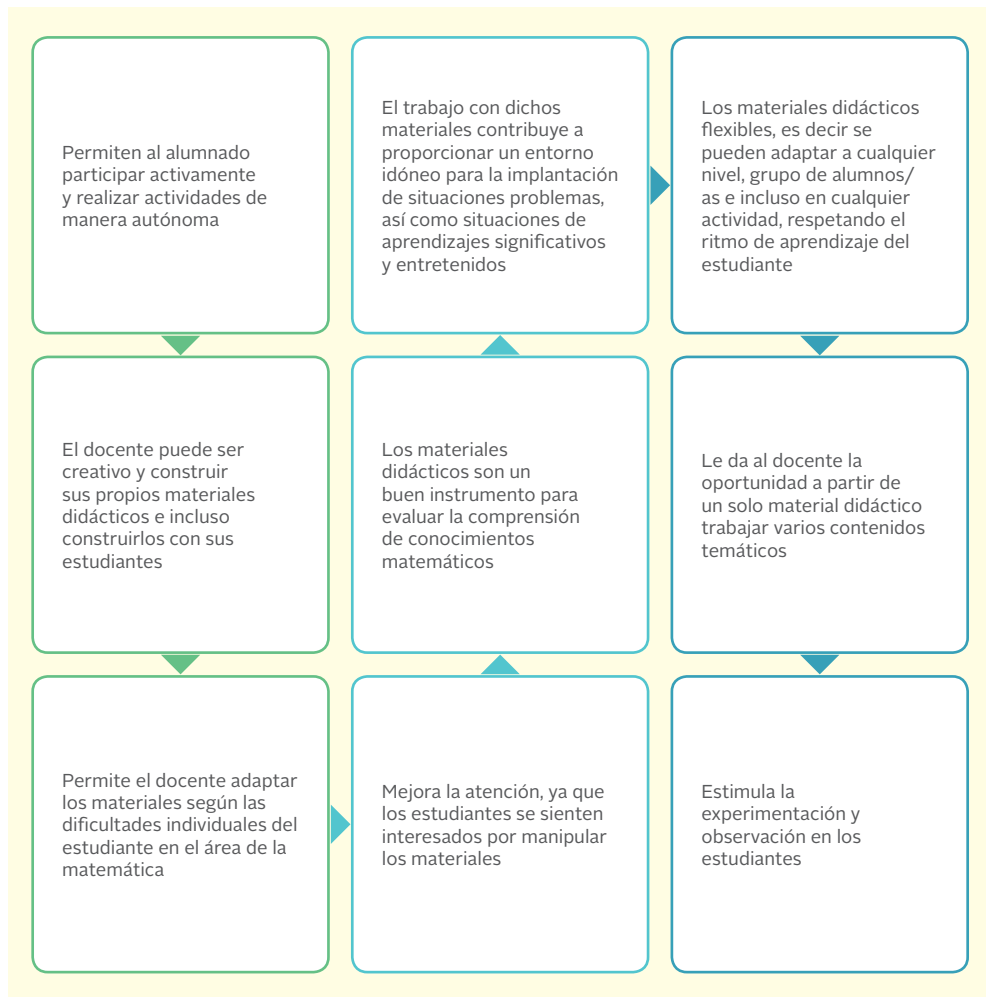 Permiten al alumnado
participar activamente
y realizar actividades de
manera autónoma
El docente puede ser
creativo y construir
sus propios materiales
didácticos e incluso
construirlos con sus
estudiantes
Permite el docente adaptar
los materiales según las
dificultades individuales del
estudiante en el área de la
matemática
Mejora la atención, ya que
los estudiantes se sienten
interesados por manipular
los materiales
Los materiales
didácticos son un
buen instrumento para
evaluar la comprensión
de conocimientos
matemáticos
El trabajo con dichos
materiales contribuye a
proporcionar un entorno
idóneo para la implantación
de situaciones problemas,
así como situaciones de
aprendizajes significativos
y entretenidos
Los materiales didácticos
flexibles, es decir se
pueden adaptar a cualquier
nivel, grupo de alumnos/
as e incluso en cualquier
actividad, respetando el
ritmo de aprendizaje del
estudiante
Le da al docente la
oportunidad a partir de
un solo material didáctico
trabajar varios contenidos
temáticos
Estimula la
experimentación y
observación en los
estudiantes